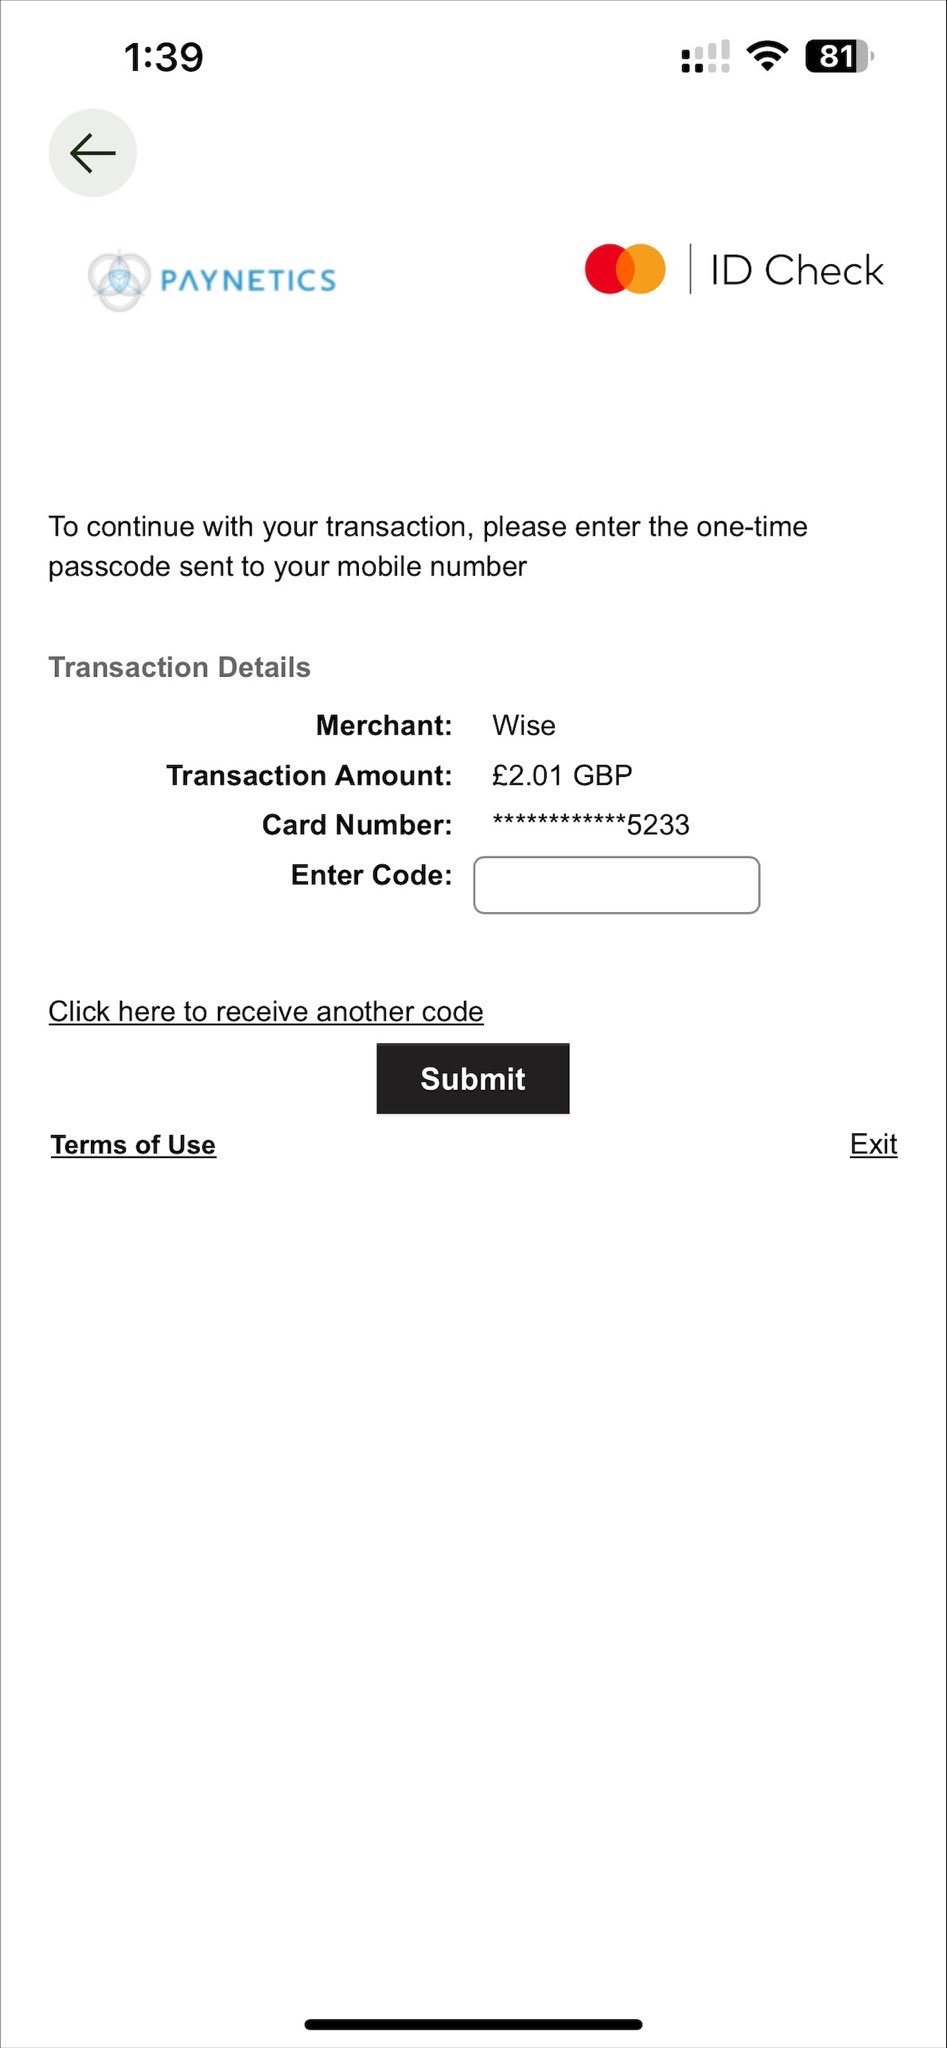 1:39
81
PAYNETICS
ID Check
To continue with your transaction, please enter the one-time
passcode sent to your mobile number
Transaction Details
Merchant: Wise
Transaction Amount: £2.01 GBP
Card Number: ************5233
Enter Code:
Click here to receive another code
Submit
Terms of Use
Exit